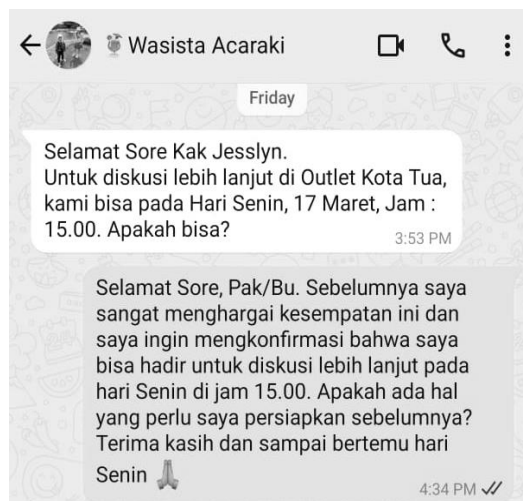 Wasista Acaraki
Friday
Selamat Sore Kak Jesslyn.
Untuk diskusi lebih lanjut di Outlet Kota Tua,
kami bisa pada Hari Senin, 17 Maret, Jam :
15.00. Apakah bisa?
3:53 PM
Selamat Sore, Pak/Bu. Sebelumnya saya
sangat menghargai kesempatan ini dan
saya ingin mengkonfirmasi bahwa saya
bisa hadir untuk diskusi lebih lanjut pada
hari Senin di jam 15.00. Apakah ada hal
yang perlu saya persiapkan sebelumnya?
Terima kasih dan sampai bertemu hari
Senin 🙏
4:34 PM